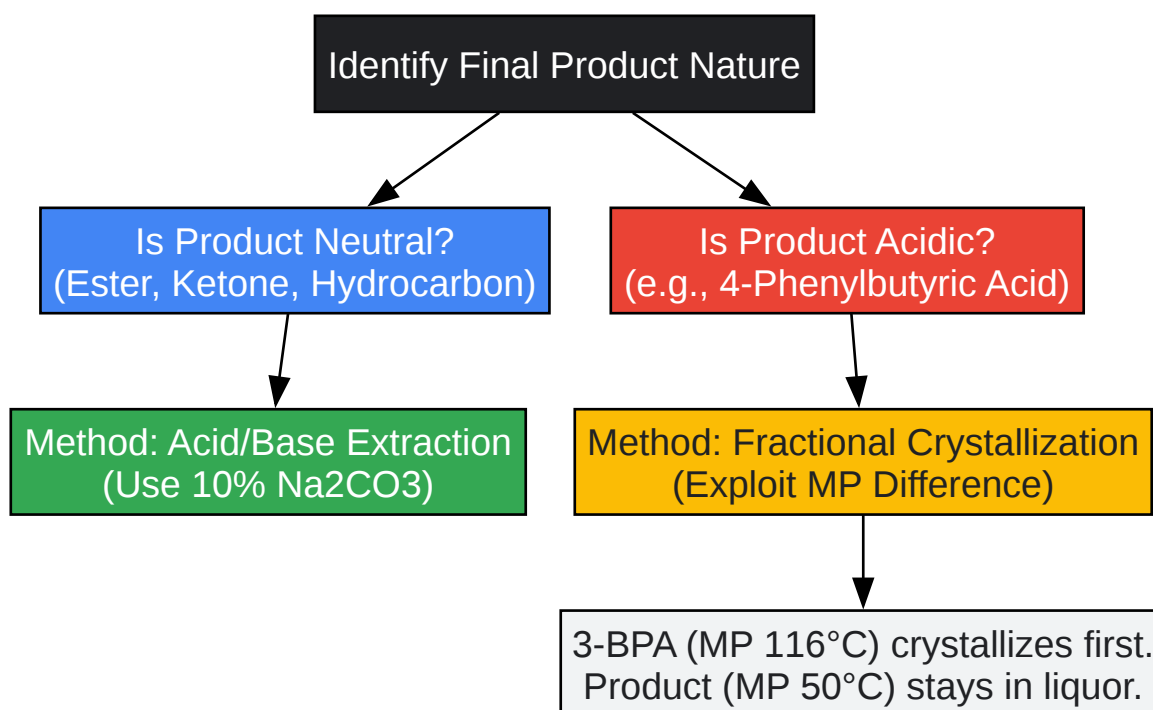 Identify Final Product Nature
Is Product Neutral?
(Ester, Ketone, Hydrocarbon)
Is Product Acidic?
(e.g., 4-Phenylbutyric Acid)
Method: Acid/Base Extraction
(Use 10% Na2CO3)
Method: Fractional Crystallization
(Exploit MP Difference)
3-BPA (MP 116°C) crystallizes first.
Product (MP 50°C) stays in liquor.